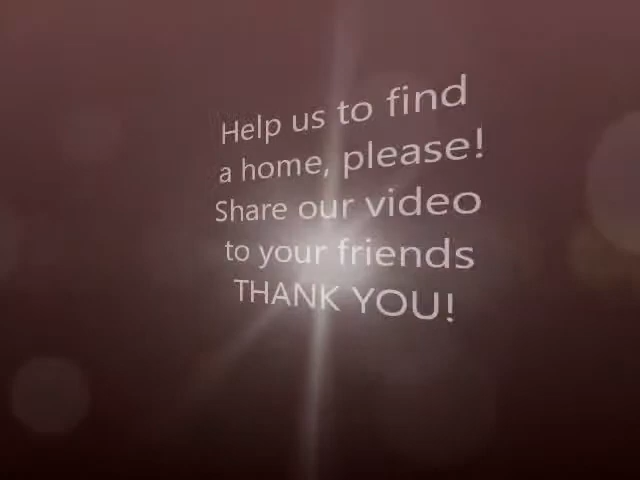 Help us to find
a home, please!
Share our video
to your friends
THANK YOU!